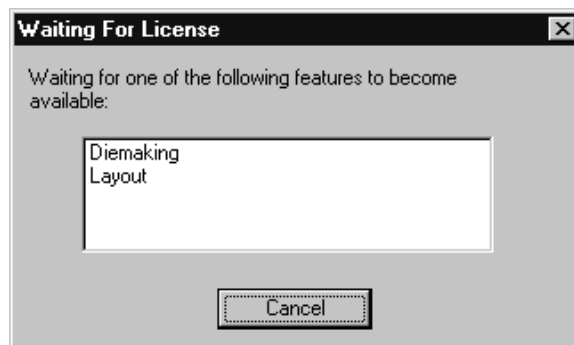 Waiting For License
Waiting for one of the following features to become
available:
Diemaking
Layout
Cancel